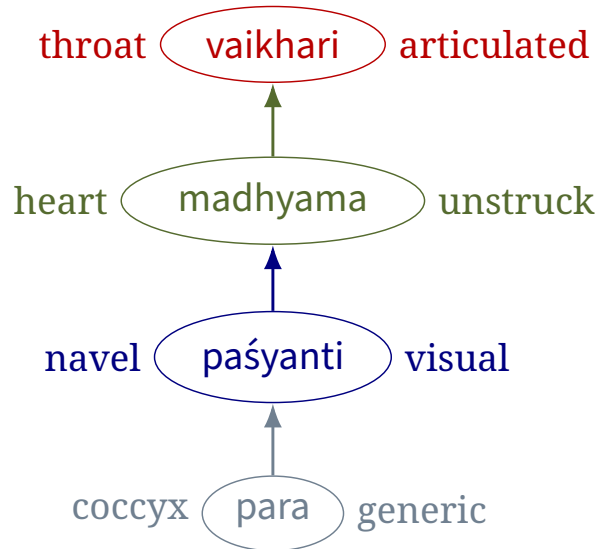 throat vaikhari articulated
heart madhyama unstruck
navel paśyanti visual
coccyx para generic